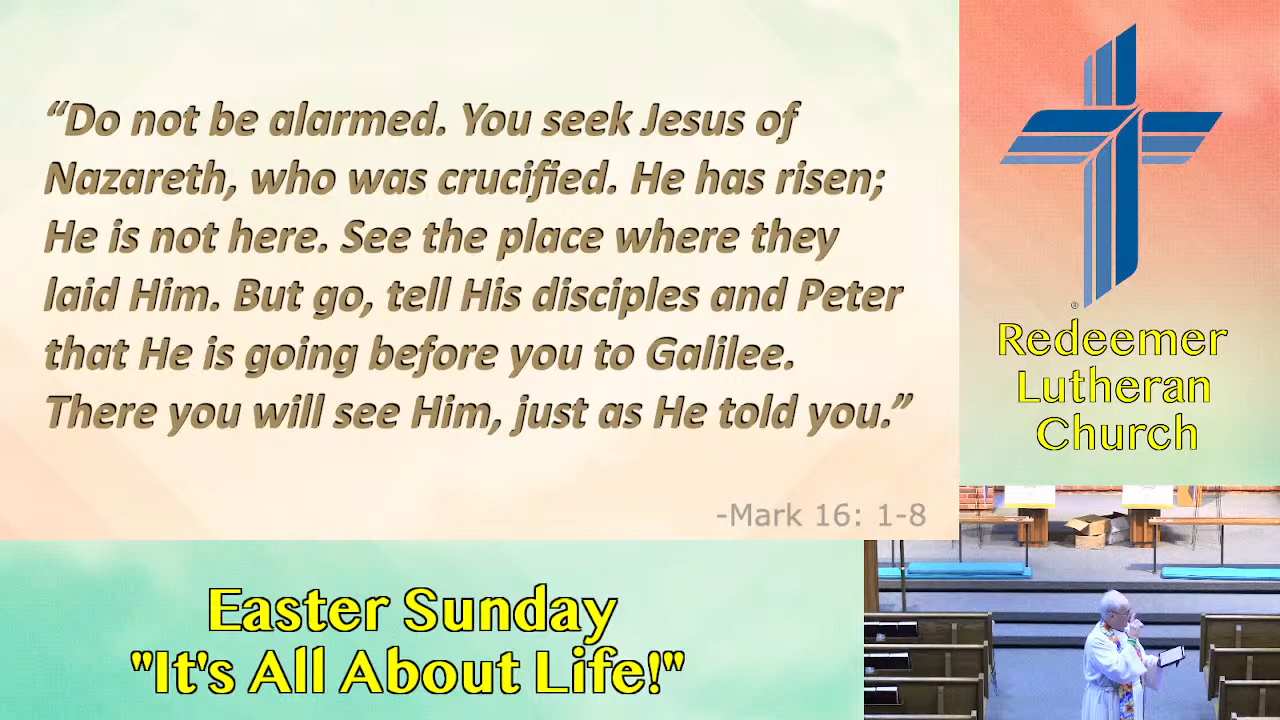 “Do not be alarmed. You seek Jesus of
Nazareth, who was crucified. He has risen;
He is not here. See the place where they
laid Him. But go, tell His disciples and Peter
that He is going before you to Galilee.
There you will see Him, just as He told you.”
-Mark 16: 1-8
®
Redeemer
Lutheran
Church
Easter Sunday
"It's All About Life!"